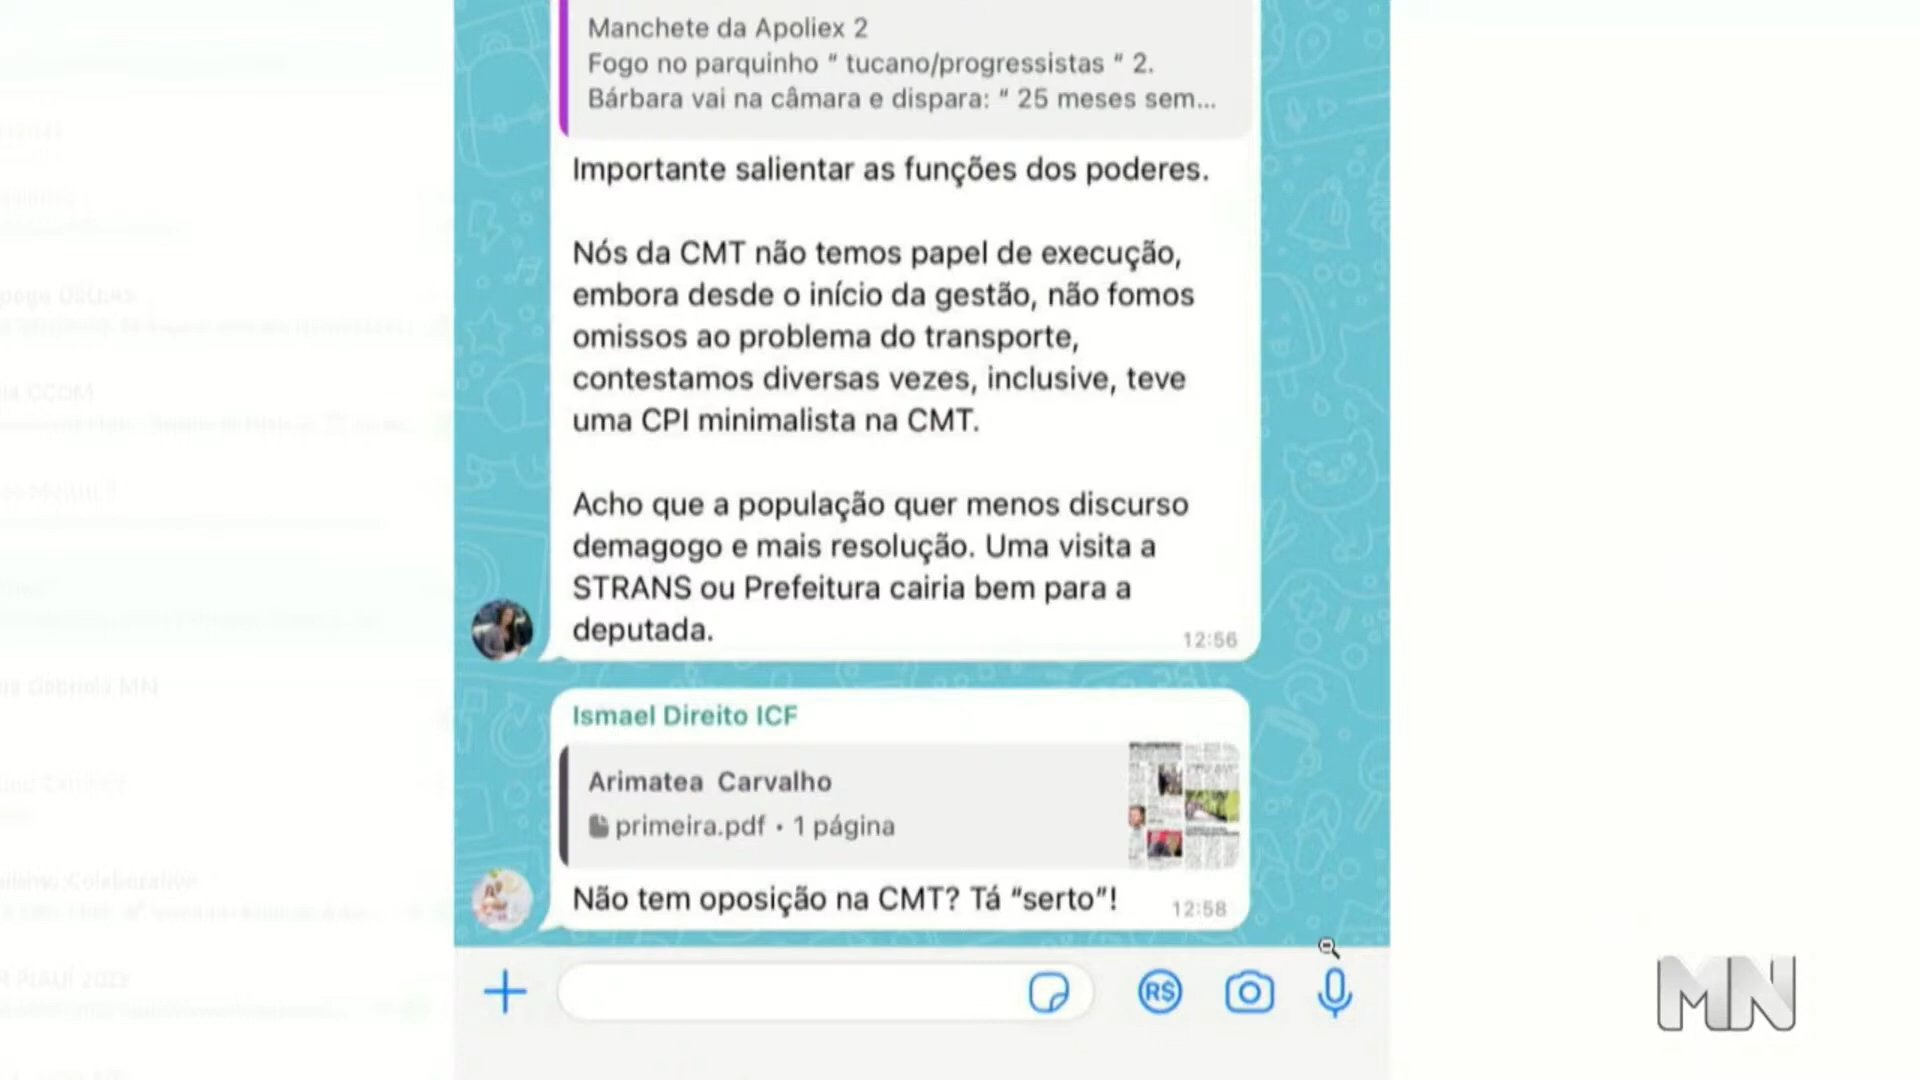 Manchete da Apoliex 2
Fogo no parquinho “ tucano/progressistas “ 2.
Bárbara vai na câmara e dispara: “ 25 meses sem...
Importante salientar as funções dos poderes.
Nós da CMT não temos papel de execução,
embora desde o início da gestão, não fomos
omissos ao problema do transporte,
contestamos diversas vezes, inclusive, teve
uma CPI minimalista na CMT.
Acho que a população quer menos discurso
demagogo e mais resolução. Uma visita a
STRANS ou Prefeitura cairia bem para a
deputada.
12:56
Ismael Direito ICF
Arimatea Carvalho
primeira.pdf • 1 página
Não tem oposição na CMT? Tá “serto”!
12:58
R$
MN